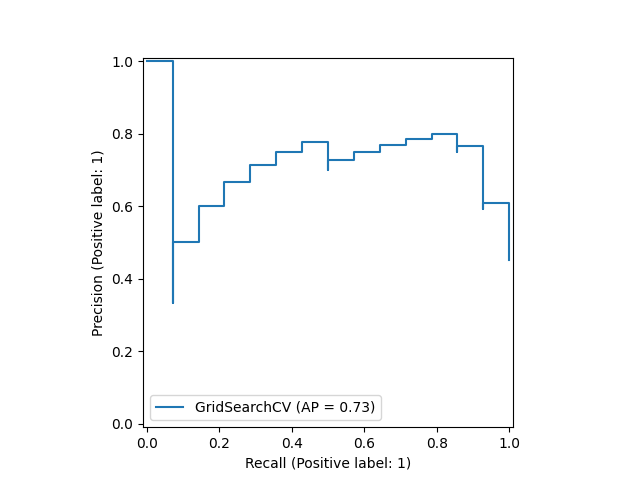 1.0
0.8
0.6
0.4
0.2
0.0
Precision (Positive label: 1)
GridSearchCV (AP = 0.73)
0.0 0.2 0.4 0.6 0.8 1.0
Recall (Positive label: 1)